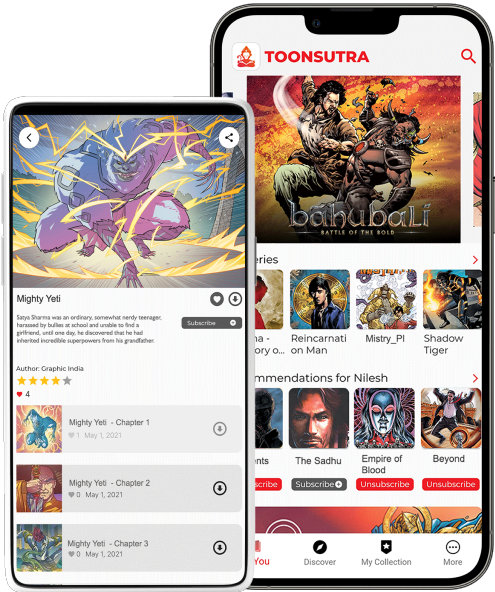 TOONSUTRA
bahubali
BATTLE OF THE BOLD
eries
na -
ory o...
Reincarnati
on Man
Mistry_PI
Shadow
Tiger
mmendations for Nilesh
ents
The Sadhu
Empire of
Blood
Beyond
scribe
Subscribe
Unsubscribe
Unsubscribe
You
Discover
My Collection
More
Mighty Yeti
Satya Sharma was an ordinary, somewhat nerdy teenager,
harassed by bullies at school and unable to find a
girlfriend, until one day, he discovered that he had
inherited incredible superpowers from his grandfather.
Subscribe
Author: Graphic India
4
Mighty Yeti - Chapter 1
1 May 1, 2021
Mighty Yeti - Chapter 2
0 May 1, 2021
Mighty Yeti - Chapter 3
0 May 1, 2021